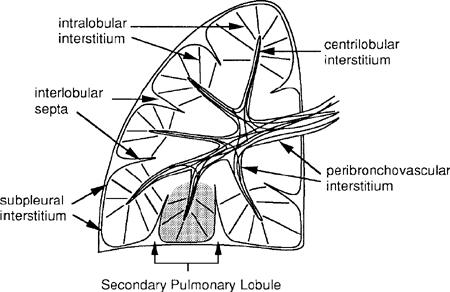 intralobular
interstitium
centrilobular
interstitium
interlobular
septa
peribronchovascular
interstitium
subpleural
interstitium
Secondary Pulmonary Lobule